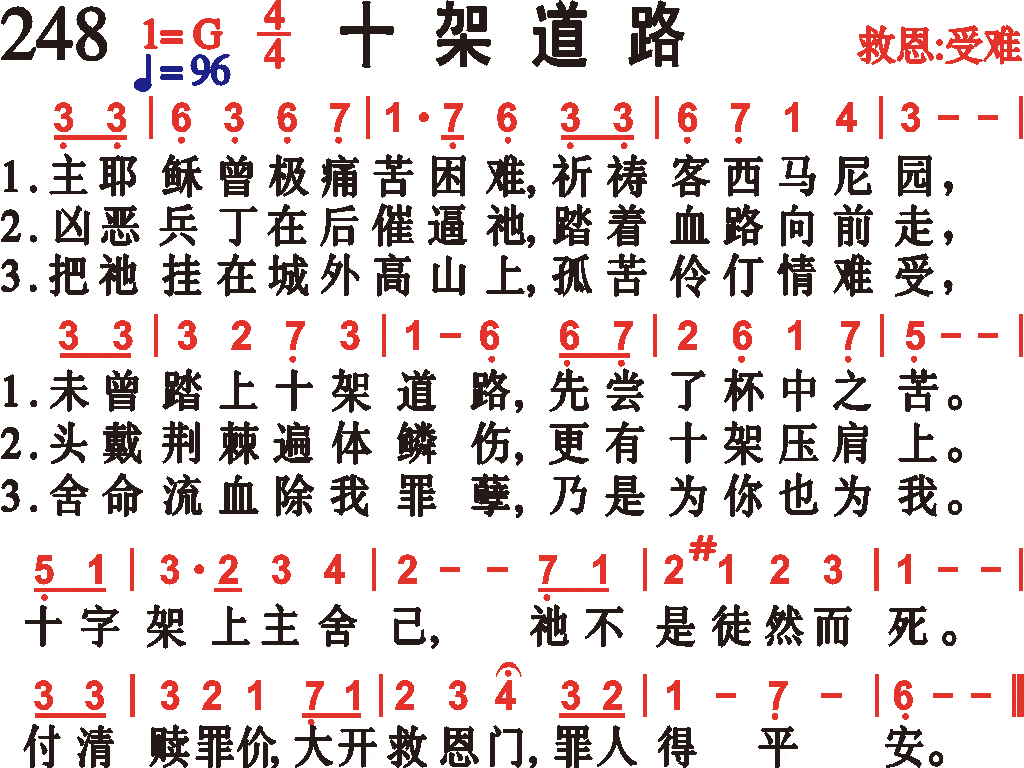 248 1=G 4/4 十架道路 救恩:受难
♩=96
3 3 | 6 3 6 7 | 1 · 7 6 3 3 | 6 7 1 4 | 3 - - |
1.主耶稣曾极痛苦困难,祈祷客西马尼园,
2.凶恶兵丁在后催逼祂,踏着血路向前走,
3.把祂挂在城外高山上,孤苦伶仃情难受,
3 3 | 3 2 7 3 | 1 - 6 6 7 | 2 6 1 7 | 5 - - |
1.未曾踏上十架道路,先尝了杯中之苦。
2.头戴荆棘遍体鳞伤,更有十架压肩上。
3.舍命流血除我罪孽,乃是为你也为我。
5 1 | 3 · 2 3 4 | 2 - - 7 1 | 2 #1 2 3 | 1 - - |
十字架上主舍己,祂不是徒然而死。
3 3 | 3 2 1 7 1 | 2 3 4 3 2 | 1 - 7 - | 6 - - ‖
付清赎罪价,大开救恩门,罪人得平安。